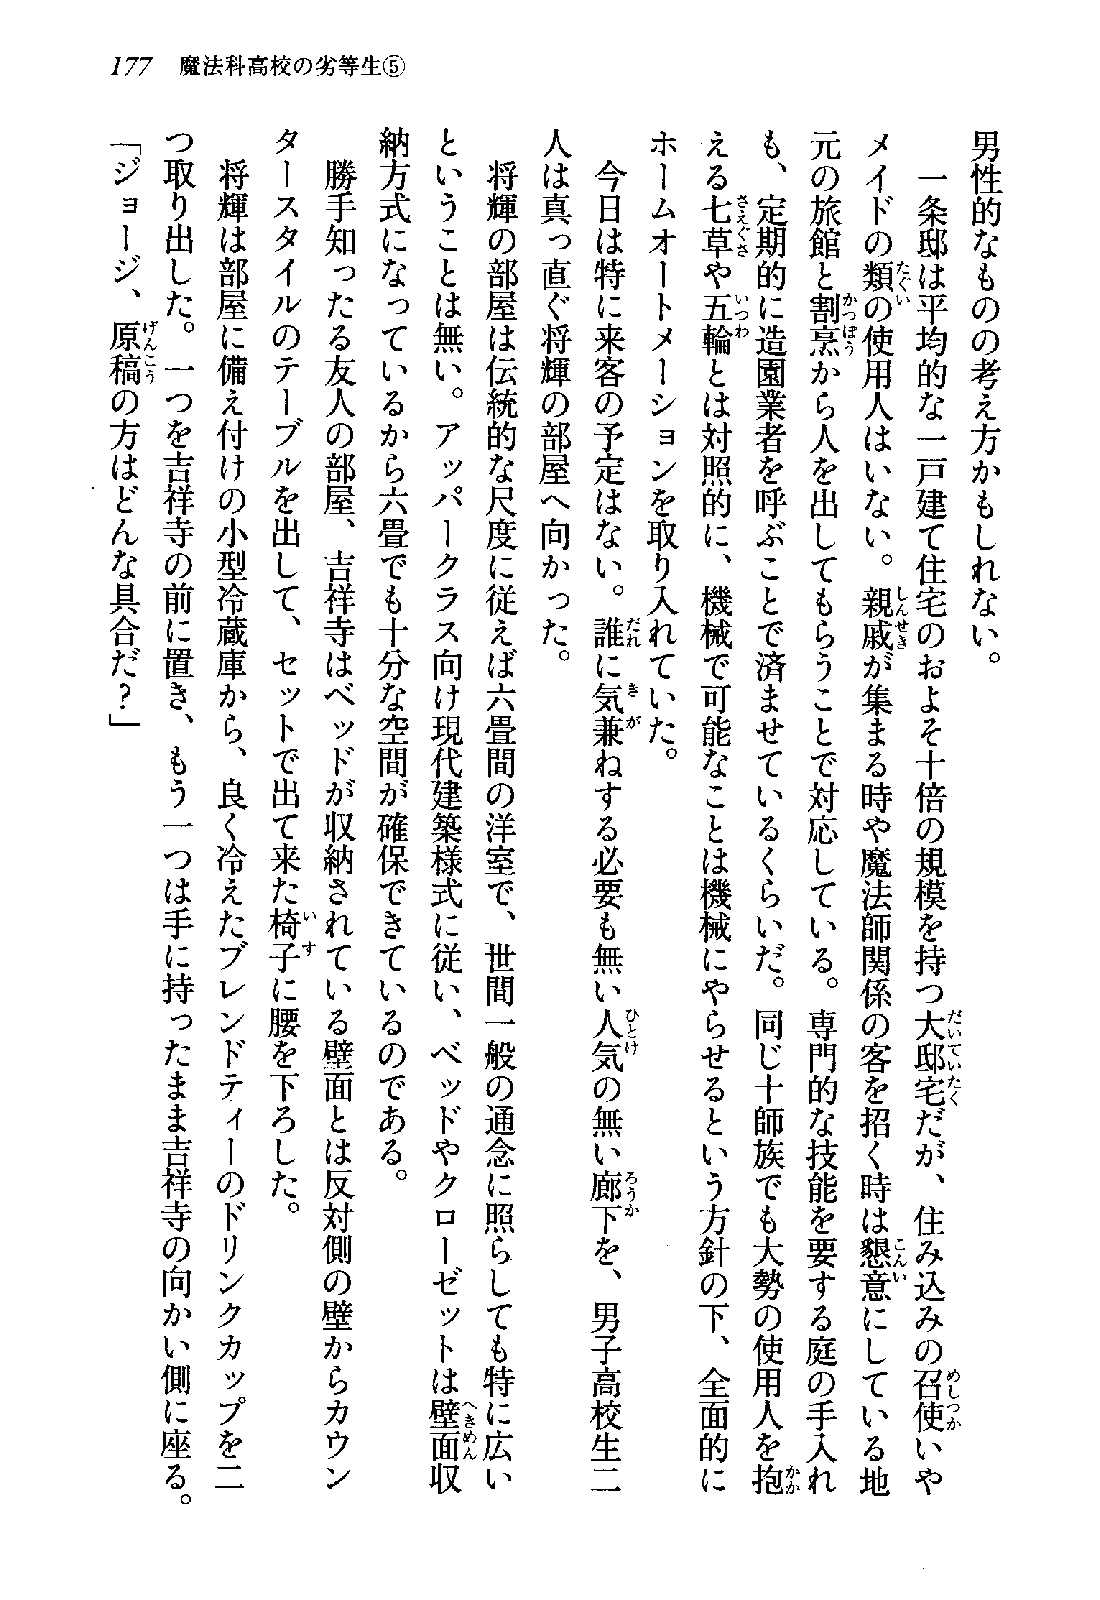 177 魔法科高校の劣等生⑤
男性的なものの考え方かもしれない。
　一条邸は平均的な一戸建て住宅のおよそ十倍の規模を持つ大邸宅だが、住み込みの召使いや
メイドの類の使用人はいない。親戚が集まる時や魔法師関係の客を招く時は懇意にしている地
元の旅館と割烹から人を出してもらうことで対応している。専門的な技能を要する庭の手入れ
も、定期的に造園業者を呼ぶことで済ませているくらいだ。同じ十師族でも大勢の使用人を抱
える七草や五輪とは対照的に、機械で可能なことは機械にやらせるという方針の下、全面的に
ホームオートメーションを取り入れていた。
　今日は特に来客の予定はない。誰に気兼ねする必要も無い人気の無い廊下を、男子高校生二
人は真っ直ぐ将輝の部屋へ向かった。
　将輝の部屋は伝統的な尺度に従えば六畳間の洋室で、世間一般の通念に照らしても特に広い
ということは無い。アッパークラス向け現代建築様式に従い、ベッドやクローゼットは壁面収
納方式になっているから六畳でも十分な空間が確保できているのである。
　勝手知ったる友人の部屋、吉祥寺はベッドが収納されている壁面とは反対側の壁からカウン
タースタイルのテーブルを出して、セットで出て来た椅子に腰を下ろした。
　将輝は部屋に備え付けの小型冷蔵庫から、良く冷えたブレンドティーのドリンクカップを二
つ取り出した。一つを吉祥寺の前に置き、もう一つは手に持ったまま吉祥寺の向かい側に座る。
「ジョージ、原稿の方はどんな具合だ？」